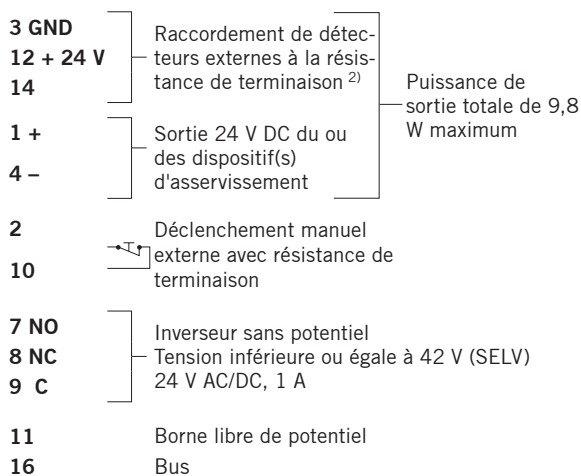 3 GND
12 + 24 V
14
Raccordement de détec-
teurs externes à la résis-
tance de terminaison 2)
1 +
4 –
Sortie 24 V DC du ou
des dispositif(s)
d'asservissement
Puissance de
sortie totale de 9,8
W maximum
2
10
Déclenchement manuel
externe avec résistance de
terminaison
7 NO
8 NC
9 C
Inverseur sans potentiel
Tension inférieure ou égale à 42 V (SELV)
24 V AC/DC, 1 A
11 Borne libre de potentiel
16 Bus